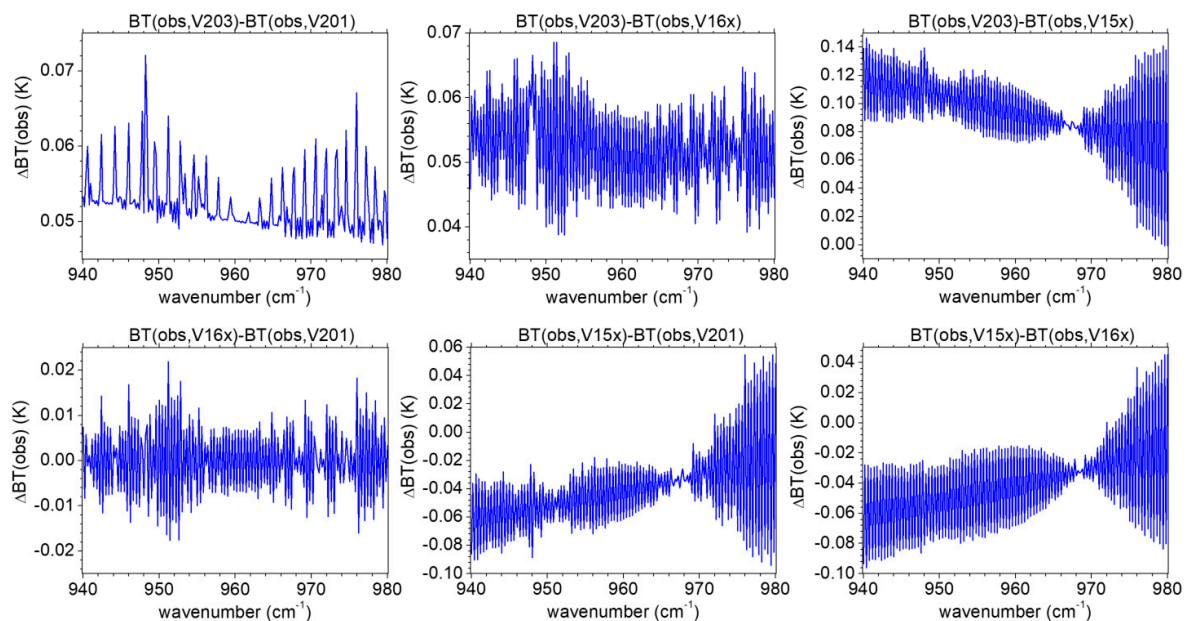 BT(obs,V203)-BT(obs,V201)
ΔBT(obs) (K)
0.07
0.06
0.05
940 950 960 970 980
wavenumber (cm⁻¹)
BT(obs,V203)-BT(obs,V16x)
ΔBT(obs) (K)
0.07
0.06
0.05
0.04
940 950 960 970 980
wavenumber (cm⁻¹)
BT(obs,V203)-BT(obs,V15x)
ΔBT(obs) (K)
0.14
0.12
0.10
0.08
0.06
0.04
0.02
0.00
940 950 960 970 980
wavenumber (cm⁻¹)
BT(obs,V16x)-BT(obs,V201)
ΔBT(obs) (K)
0.02
0.01
0.00
-0.01
-0.02
940 950 960 970 980
wavenumber (cm⁻¹)
BT(obs,V15x)-BT(obs,V201)
ΔBT(obs) (K)
0.06
0.04
0.02
0.00
-0.02
-0.04
-0.06
-0.08
-0.10
940 950 960 970 980
wavenumber (cm⁻¹)
BT(obs,V15x)-BT(obs,V16x)
ΔBT(obs) (K)
0.04
0.02
0.00
-0.02
-0.04
-0.06
-0.08
-0.10
940 950 960 970 980
wavenumber (cm⁻¹)